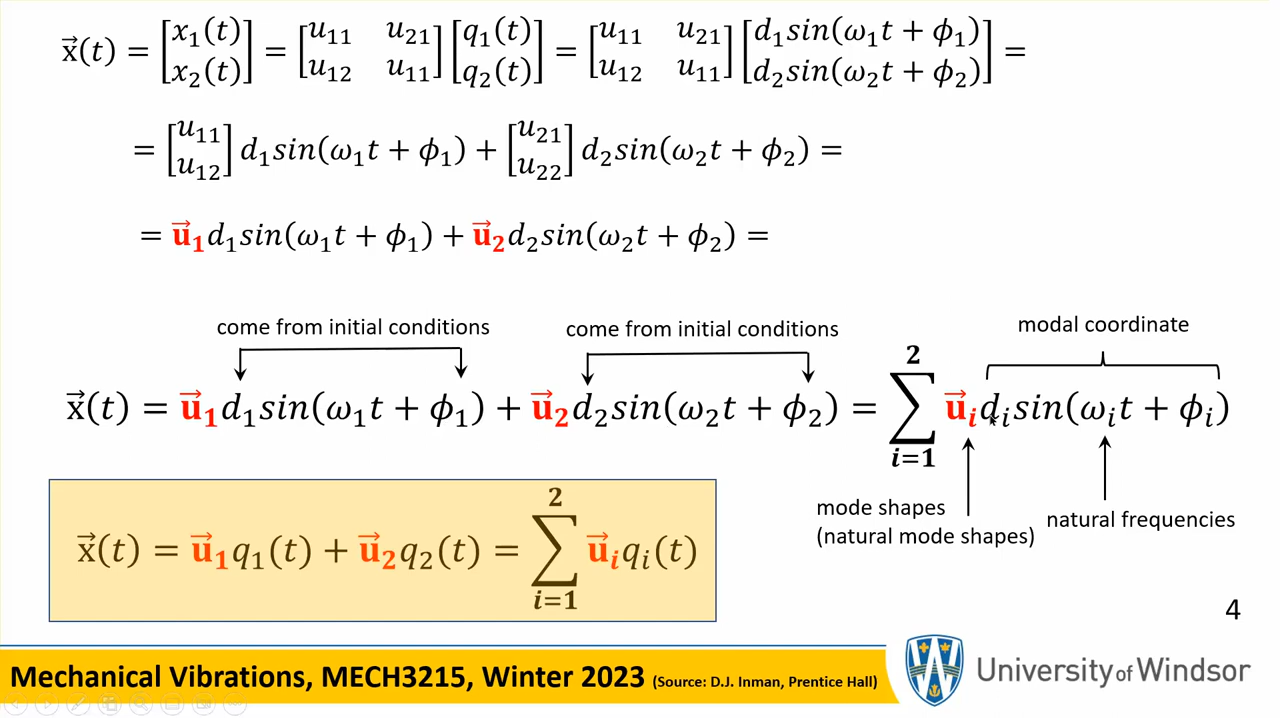 x⃗(t) = [x₁(t) x₂(t)] = [u₁₁ u₂₁ u₁₂ u₁₁] [q₁(t) q₂(t)] = [u₁₁ u₂₁ u₁₂ u₁₁] [d₁sin(ω₁t + ϕ₁) d₂sin(ω₂t + ϕ₂)] =
= [u₁₁ u₁₂] d₁sin(ω₁t + ϕ₁) + [u₂₁ u₂₂] d₂sin(ω₂t + ϕ₂) =
= u⃗₁d₁sin(ω₁t + ϕ₁) + u⃗₂d₂sin(ω₂t + ϕ₂) =
come from initial conditions
come from initial conditions
modal coordinate
x⃗(t) = u⃗₁d₁sin(ω₁t + ϕ₁) + u⃗₂d₂sin(ω₂t + ϕ₂) = ∑ᵢ₌₁² u⃗ᵢdᵢsin(ωᵢt + ϕᵢ)
mode shapes
(natural mode shapes)
natural frequencies
x⃗(t) = u⃗₁q₁(t) + u⃗₂q₂(t) = ∑ᵢ₌₁² u⃗ᵢqᵢ(t)
4
Mechanical Vibrations, MECH3215, Winter 2023 (Source: D.J. Inman, Prentice Hall)
University of Windsor